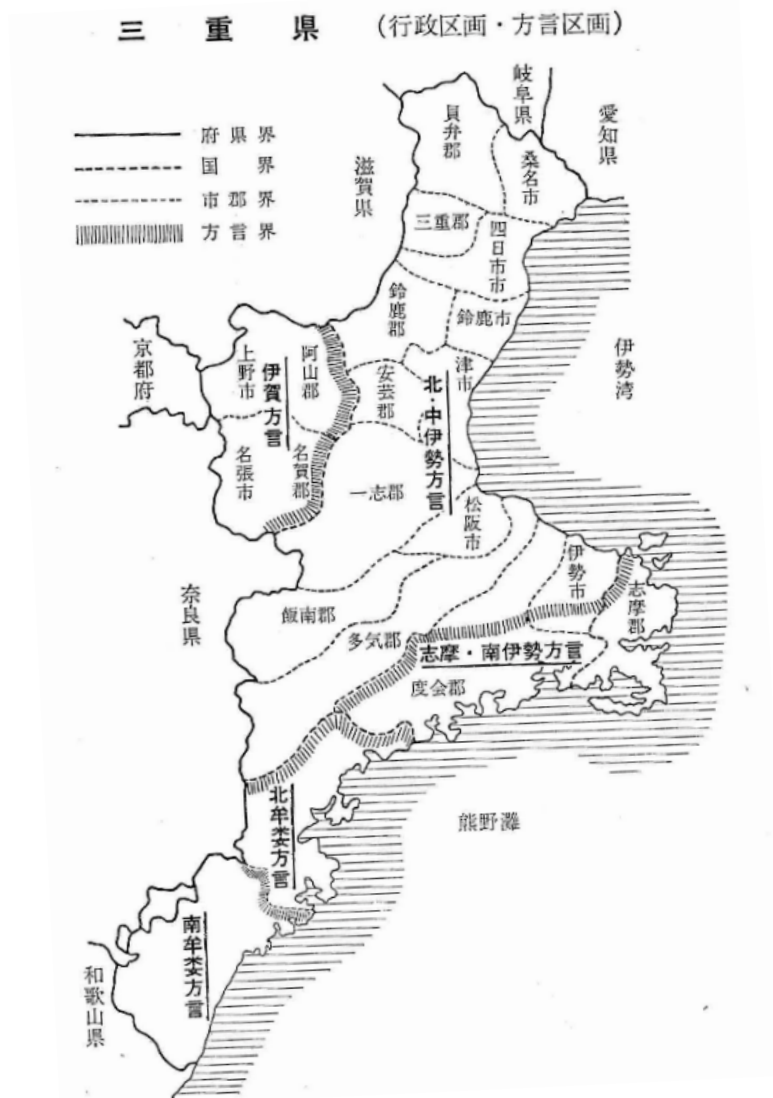 三重県 (行政区画・方言区画)
府県界
国界
市郡界
方言界
岐阜県
愛知県
滋賀県
員弁郡
桑名市
三重郡
四日市市
鈴鹿郡
鈴鹿市
京都府
上野市
阿山郡
伊賀方言
安芸郡
津市
北・中伊勢方言
伊勢湾
名張市
名賀郡
一志郡
松阪市
奈良県
飯南郡
多気郡
伊勢市
志摩郡
志摩・南伊勢方言
度会郡
北牟婁方言
熊野灘
南牟婁方言
和歌山県